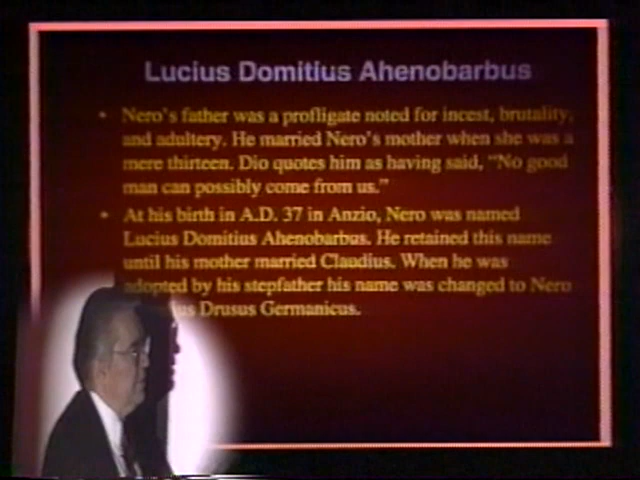 Lucius Domitius Ahenobarbus
• Nero's father was a profligate noted for incest, brutality,
and adultery. He married Nero's mother when she was a
mere thirteen. Dio quotes him as having said, "No good
man can possibly come from us."
• At his birth in A.D. 37 in Anzio, Nero was named
Lucius Domitius Ahenobarbus. He retained this name
until his mother married Claudius. When he was
adopted by his stepfather his name was changed to Nero
Drusus Germanicus.